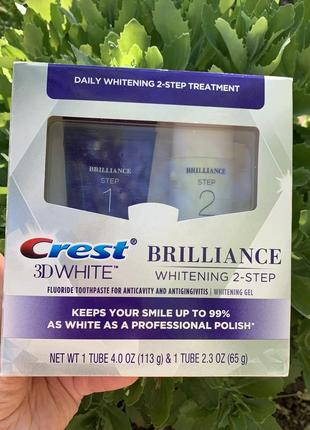 DAILY WHITENING 2-STEP TREATMENT
BRILLIANCE
STEP
1
BRILLIANCE
STEP
2
Crest®
3DWHITE™
BRILLIANCE
WHITENING 2-STEP
FLUORIDE TOOTHPASTE FOR ANTICAVITY AND ANTIGINGIVITIS | WHITENING GEL
KEEPS YOUR SMILE UP TO 99%
AS WHITE AS A PROFESSIONAL POLISH*
NET WT 1 TUBE 4.0 OZ (113 g) & 1 TUBE 2.3 OZ (65 g)